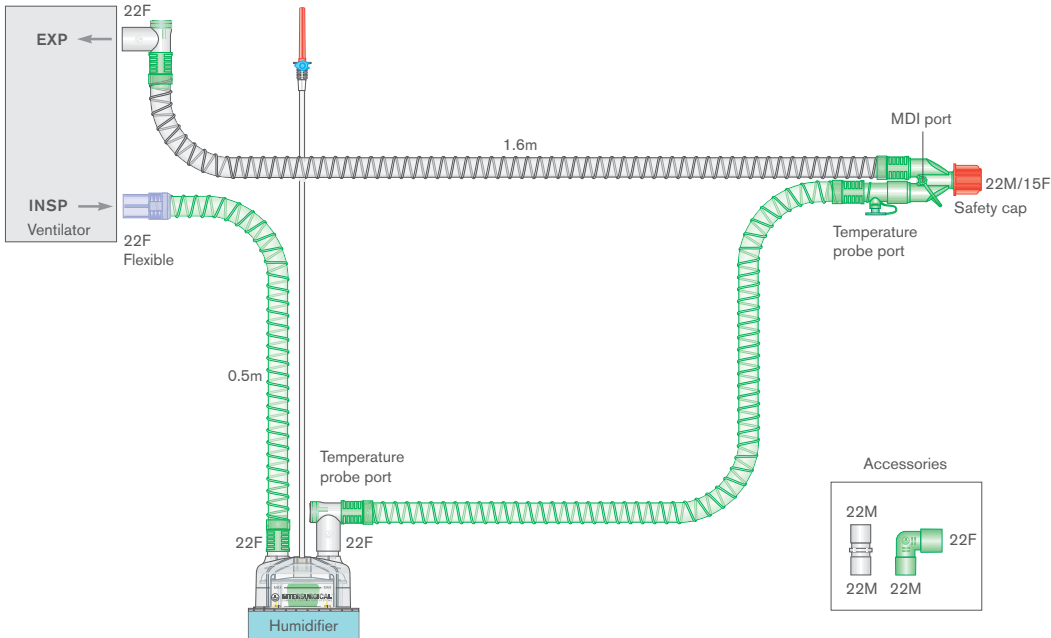 22F
EXP
MDI port
1.6m
22M/15F
Safety cap
INSP
Ventilator
22F
Flexible
Temperature
probe port
0.5m
Temperature
probe port
22F
22F
INTERSURGICAL
Humidifier
Accessories
22M
22F
22M
22M